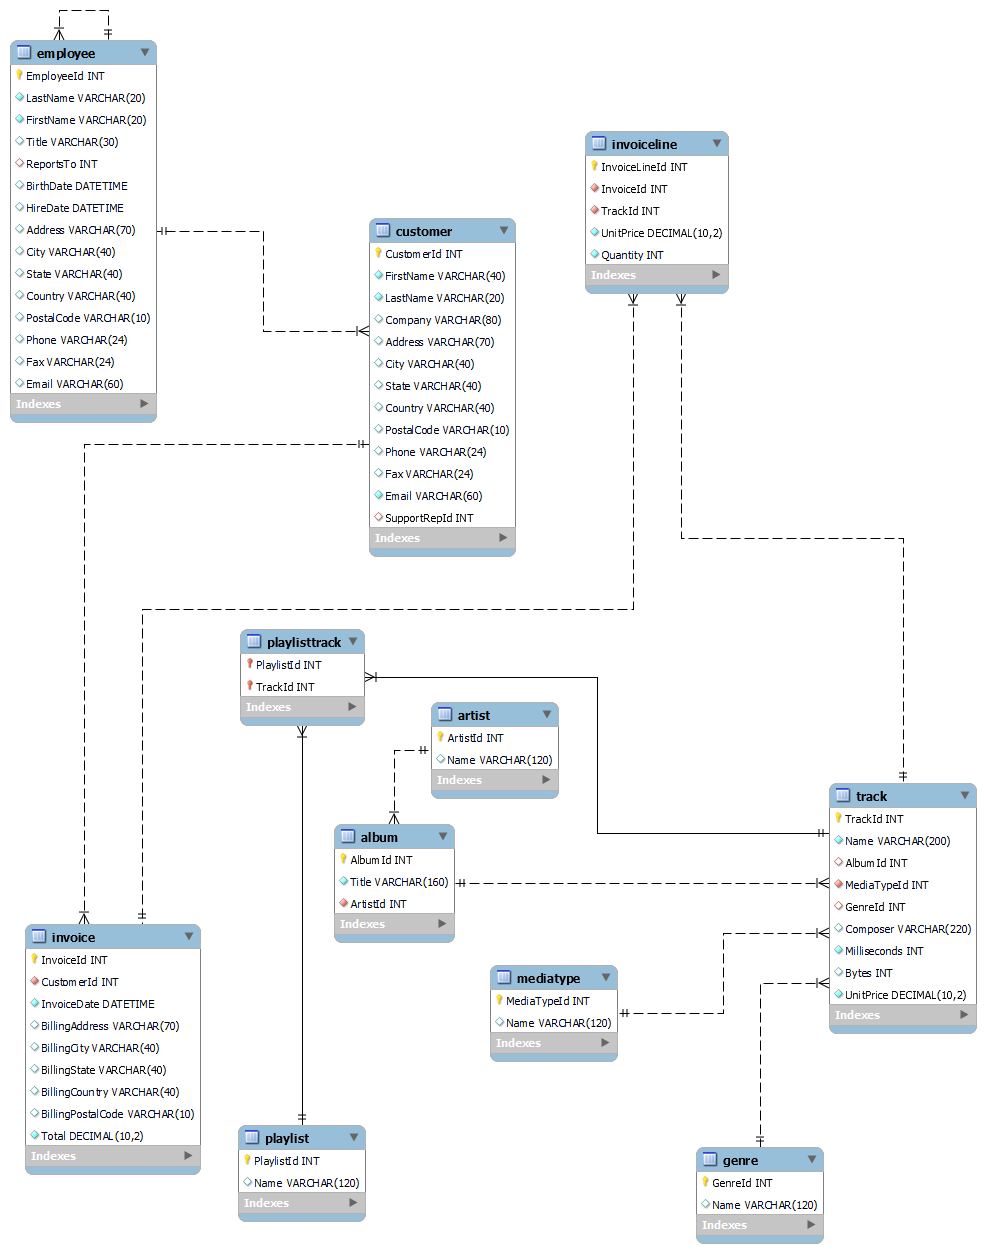 employee
EmployeeId INT
LastName VARCHAR(20)
FirstName VARCHAR(20)
Title VARCHAR(30)
ReportsTo INT
BirthDate DATETIME
HireDate DATETIME
Address VARCHAR(70)
City VARCHAR(40)
State VARCHAR(40)
Country VARCHAR(40)
PostalCode VARCHAR(10)
Phone VARCHAR(24)
Fax VARCHAR(24)
Email VARCHAR(60)
Indexes
invoiceline
InvoiceLineId INT
InvoiceId INT
TrackId INT
UnitPrice DECIMAL(10,2)
Quantity INT
Indexes
customer
CustomerId INT
FirstName VARCHAR(40)
LastName VARCHAR(20)
Company VARCHAR(80)
Address VARCHAR(70)
City VARCHAR(40)
State VARCHAR(40)
Country VARCHAR(40)
PostalCode VARCHAR(10)
Phone VARCHAR(24)
Fax VARCHAR(24)
Email VARCHAR(60)
SupportRepId INT
Indexes
playlisttrack
PlaylistId INT
TrackId INT
Indexes
artist
ArtistId INT
Name VARCHAR(120)
Indexes
album
AlbumId INT
Title VARCHAR(160)
ArtistId INT
Indexes
track
TrackId INT
Name VARCHAR(200)
AlbumId INT
MediaTypeId INT
GenreId INT
Composer VARCHAR(220)
Milliseconds INT
Bytes INT
UnitPrice DECIMAL(10,2)
Indexes
invoice
InvoiceId INT
CustomerId INT
InvoiceDate DATETIME
BillingAddress VARCHAR(70)
BillingCity VARCHAR(40)
BillingState VARCHAR(40)
BillingCountry VARCHAR(40)
BillingPostalCode VARCHAR(10)
Total DECIMAL(10,2)
Indexes
mediatype
MediaTypeId INT
Name VARCHAR(120)
Indexes
playlist
PlaylistId INT
Name VARCHAR(120)
Indexes
genre
GenreId INT
Name VARCHAR(120)
Indexes